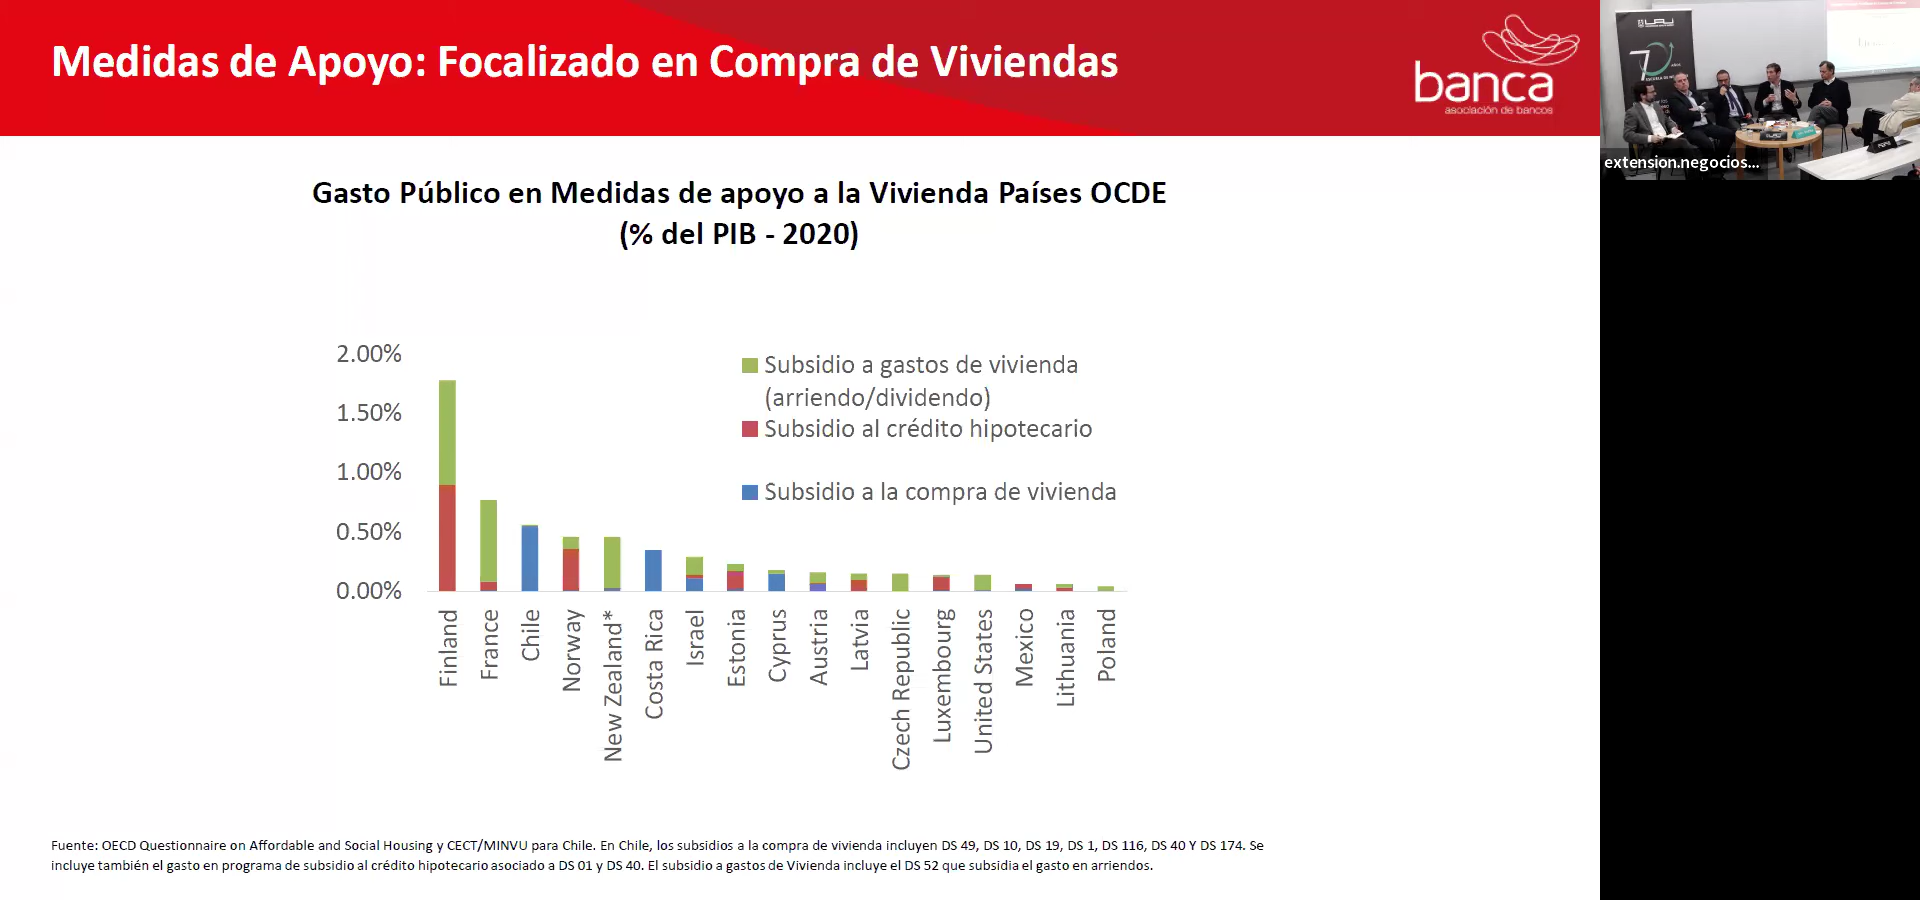 Medidas de Apoyo: Focalizado en Compra de Viviendas
banca
asociación de bancos
Gasto Público en Medidas de apoyo a la Vivienda Países OCDE
(% del PIB - 2020)
2.00%
1.50%
1.00%
0.50%
0.00%
Subsidio a gastos de vivienda
(arriendo/dividendo)
Subsidio al crédito hipotecario
Subsidio a la compra de vivienda
Finland
France
Chile
Norway
New Zealand*
Costa Rica
Israel
Estonia
Cyprus
Austria
Latvia
Czech Republic
Luxembourg
United States
Mexico
Lithuania
Poland
Fuente: OECD Questionnaire on Affordable and Social Housing y CECT/MINVU para Chile. En Chile, los subsidios a la compra de vivienda incluyen DS 49, DS 10, DS 19, DS 1, DS 116, DS 40 Y DS 174. Se
incluye también el gasto en programa de subsidio al crédito hipotecario asociado a DS 01 y DS 40. El subsidio a gastos de Vivienda incluye el DS 52 que subsidia el gasto en arriendos.
70
extension.negocios...